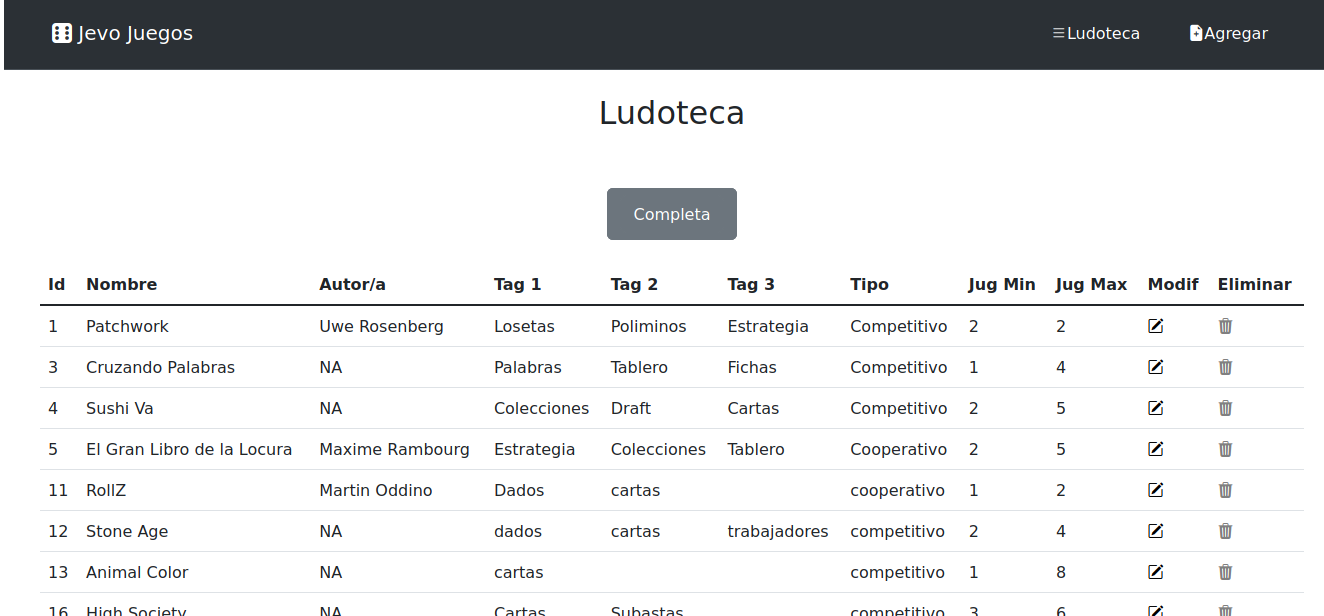 Jevo Juegos Ludoteca Agregar
Ludoteca
Completa
Id Nombre Autor/a Tag 1 Tag 2 Tag 3 Tipo Jug Min Jug Max Modif Eliminar
1 Patchwork Uwe Rosenberg Losetas Poliminos Estrategia Competitivo 2 2
3 Cruzando Palabras NA Palabras Tablero Fichas Competitivo 1 4
4 Sushi Va NA Colecciones Draft Cartas Competitivo 2 5
5 El Gran Libro de la Locura Maxime Rambourg Estrategia Colecciones Tablero Cooperativo 2 5
11 RollZ Martin Oddino Dados cartas cooperativo 1 2
12 Stone Age NA dados cartas trabajadores competitivo 2 4
13 Animal Color NA cartas competitivo 1 8
16 High Society NA Cartas Subastas competitivo 3 6